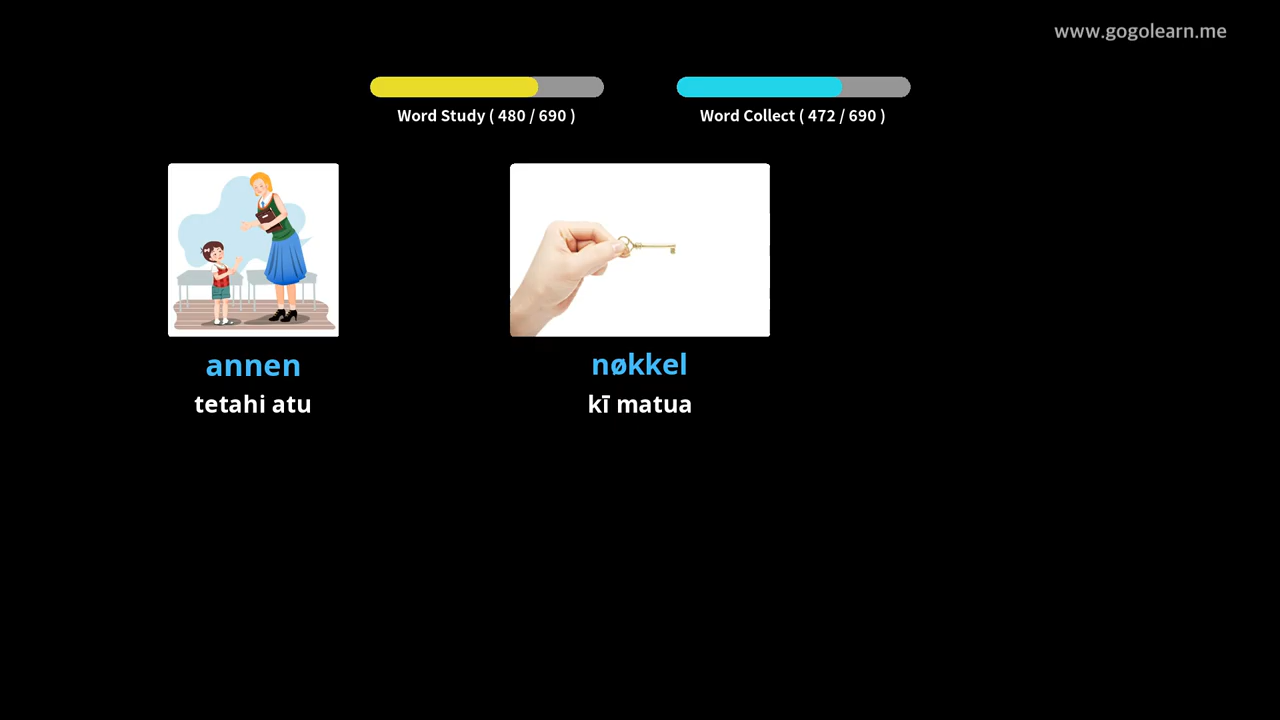 www.gogolearn.me
Word Study ( 480 / 690 )
Word Collect ( 472 / 690 )
annen
tetahi atu
nøkkel
kī matua